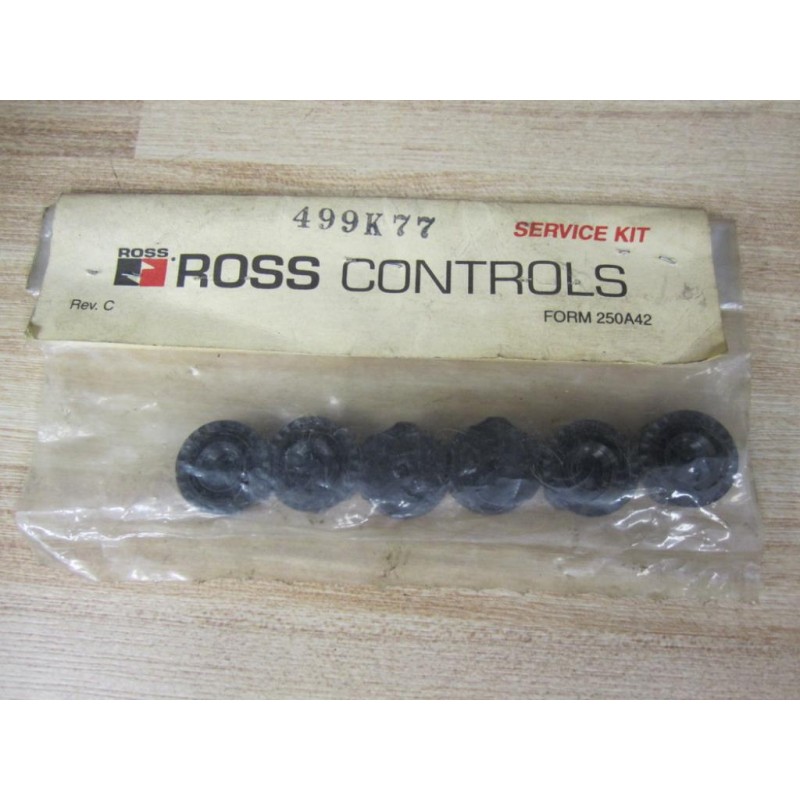 499K77
SERVICE KIT
ROSS
ROSS CONTROLS
Rev. C
FORM 250A42